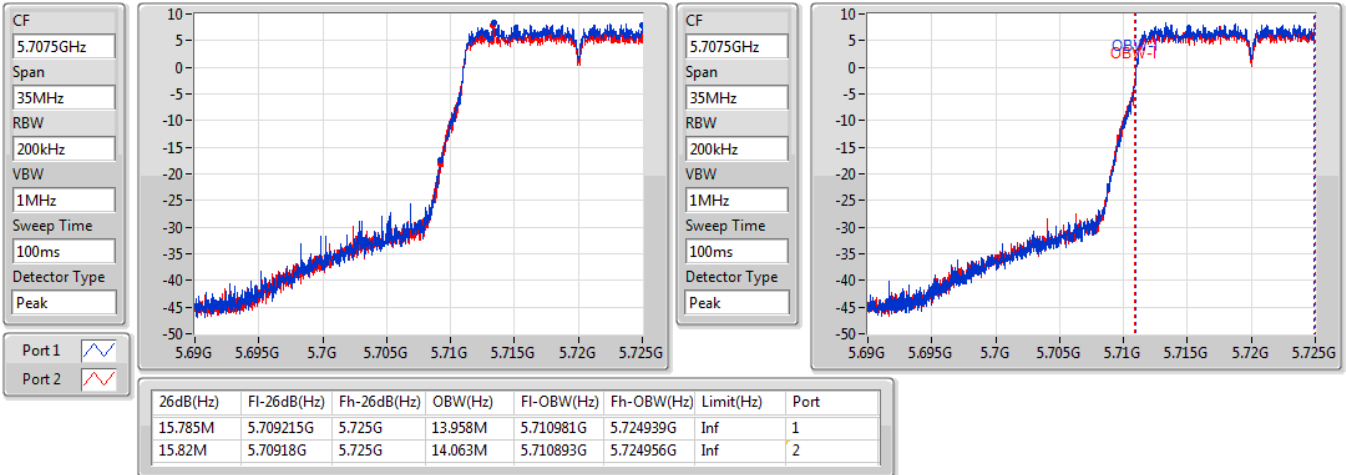 CF
5.7075GHz
Span
35MHz
RBW
200kHz
VBW
1MHz
Sweep Time
100ms
Detector Type
Peak
Port 1
Port 2
10
5
0
-5
-10
-15
-20
-25
-30
-35
-40
-45
-50
5.69G 5.695G 5.7G 5.705G 5.71G 5.715G 5.72G 5.725G
CF
5.7075GHz
Span
35MHz
RBW
200kHz
VBW
1MHz
Sweep Time
100ms
Detector Type
Peak
10
5
0
-5
-10
-15
-20
-25
-30
-35
-40
-45
-50
5.69G 5.695G 5.7G 5.705G 5.71G 5.715G 5.72G 5.725G
26dB(Hz) Fl-26dB(Hz) Fh-26dB(Hz) OBW(Hz) Fl-OBW(Hz) Fh-OBW(Hz) Limit(Hz) Port
15.785M 5.709215G 5.725G 13.958M 5.710981G 5.724939G Inf 1
15.82M 5.70918G 5.725G 14.063M 5.710893G 5.724956G Inf 2